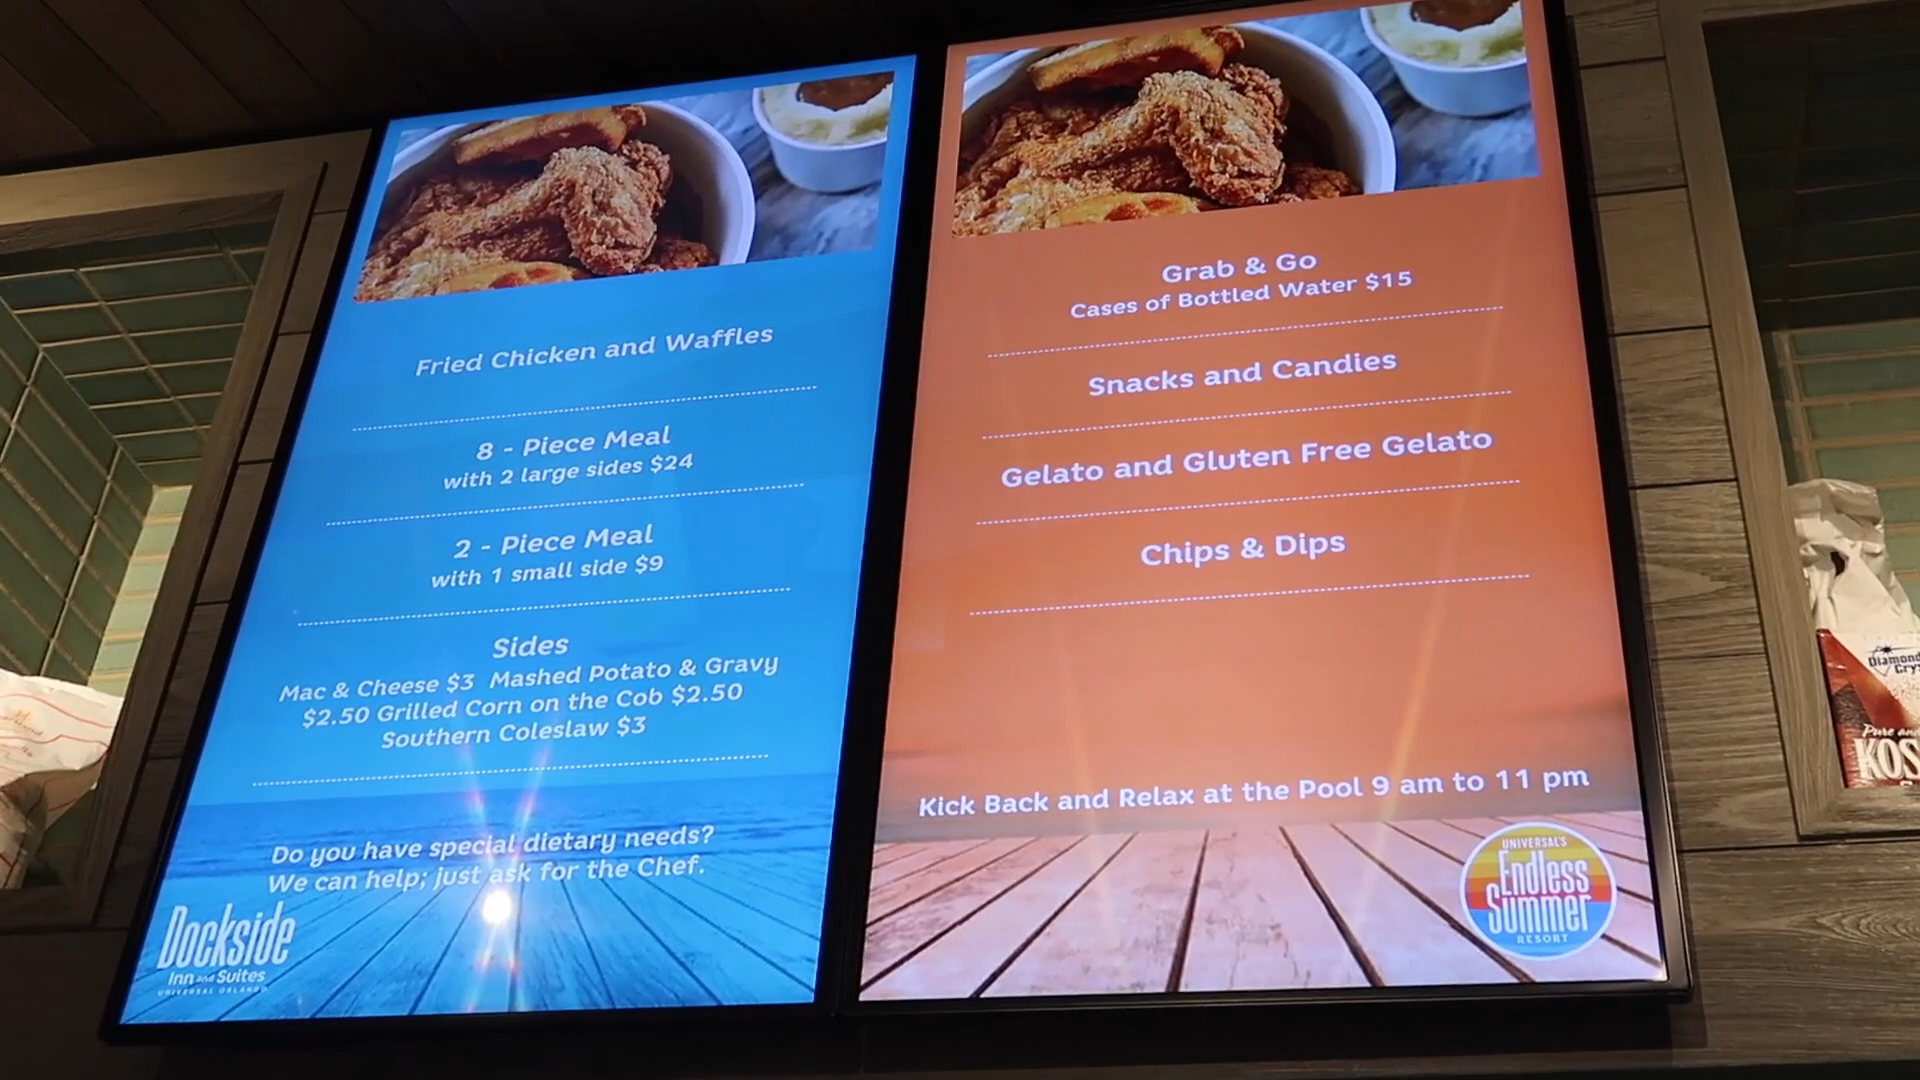 Fried Chicken and Waffles
8 - Piece Meal
with 2 large sides $24
2 - Piece Meal
with 1 small side $9
Sides
Mac & Cheese $3 Mashed Potato & Gravy
$2.50 Grilled Corn on the Cob $2.50
Southern Coleslaw $3
Do you have special dietary needs?
We can help; just ask for the Chef.
Dockside
Inn and Suites
UNIVERSAL ORLANDO
Grab & Go
Cases of Bottled Water $15
Snacks and Candies
Gelato and Gluten Free Gelato
Chips & Dips
Kick Back and Relax at the Pool 9 am to 11 pm
UNIVERSAL'S
Endless
Summer
RESORT
Diamond
Pure and